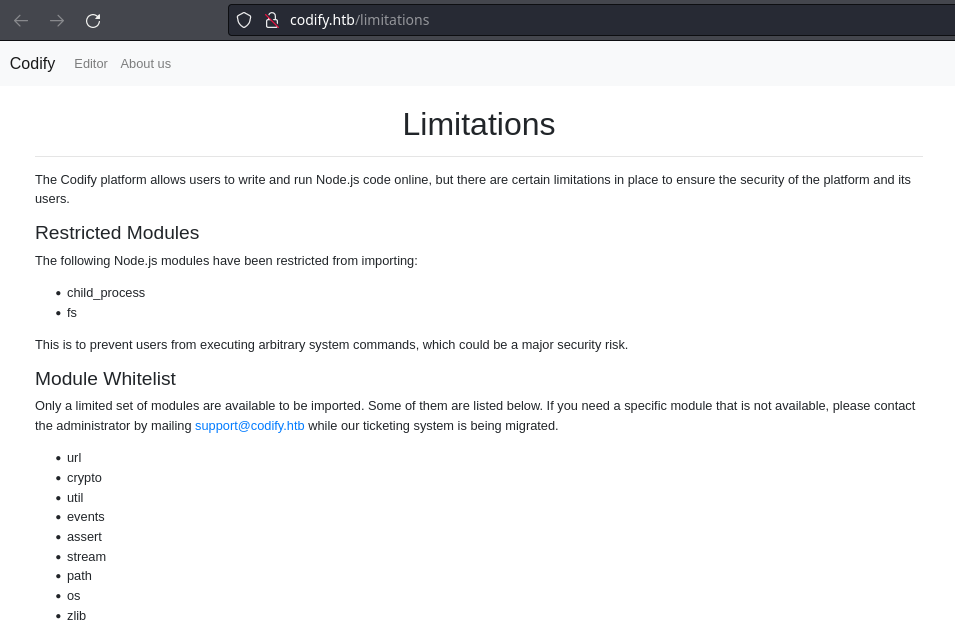 codify.htb/limitations
Codify Editor About us
Limitations
The Codify platform allows users to write and run Node.js code online, but there are certain limitations in place to ensure the security of the platform and its
users.
Restricted Modules
The following Node.js modules have been restricted from importing:
• child_process
• fs
This is to prevent users from executing arbitrary system commands, which could be a major security risk.
Module Whitelist
Only a limited set of modules are available to be imported. Some of them are listed below. If you need a specific module that is not available, please contact
the administrator by mailing support@codify.htb while our ticketing system is being migrated.
• url
• crypto
• util
• events
• assert
• stream
• path
• os
• zlib